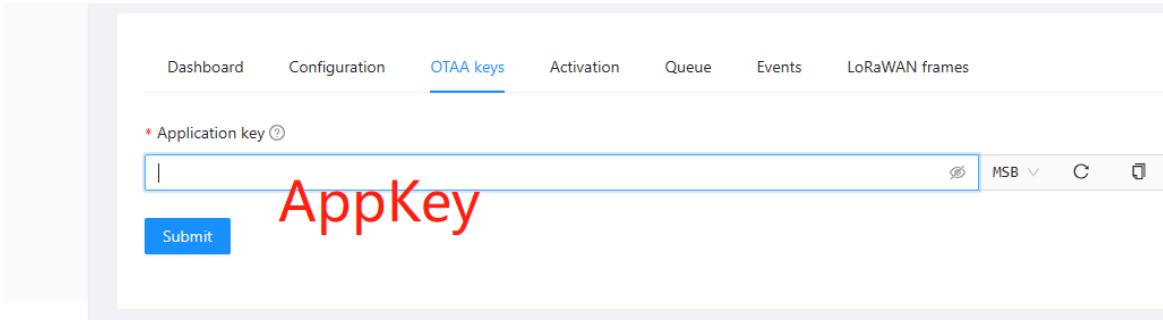 Dashboard Configuration OTAA keys Activation Queue Events LoRaWAN frames
* Application key
MSB
AppKey
Submit